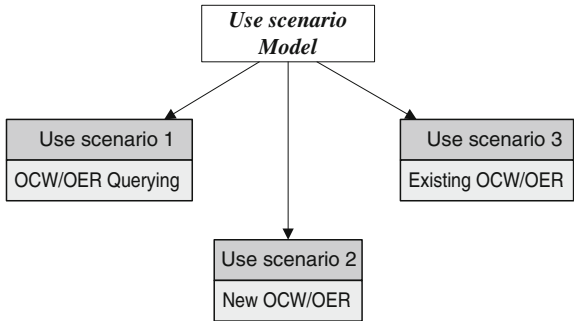 Use scenario
Model
Use scenario 1
OCW/OER Querying
Use scenario 3
Existing OCW/OER
Use scenario 2
New OCW/OER